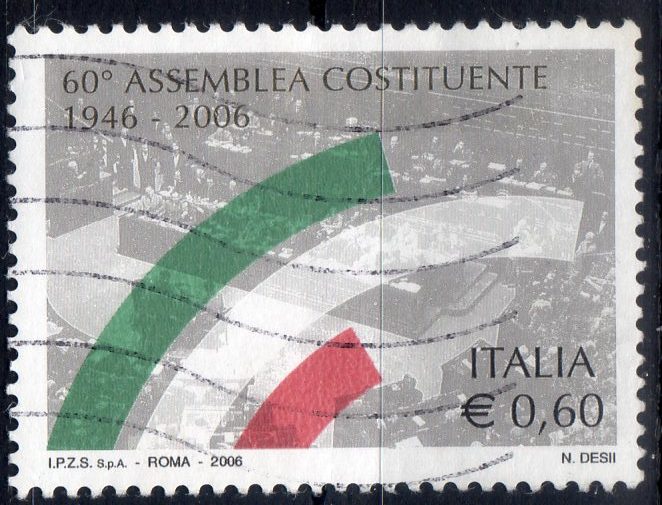 60° ASSEMBLEA COSTITUENTE
1946 - 2006
ITALIA
€ 0,60
I.P.Z.S. S.p.A. - ROMA - 2006
N. DESII